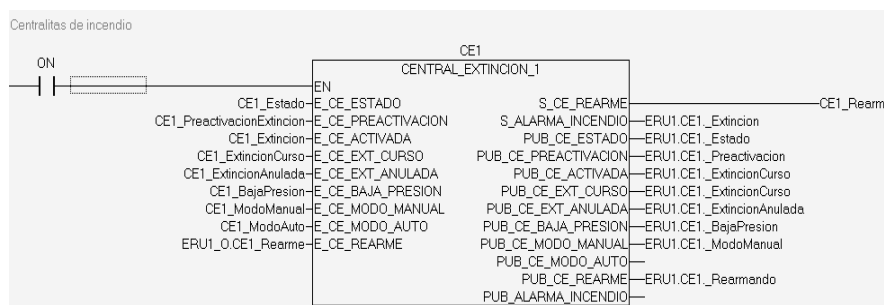 Centralitas de incendio
CE1
ON
CENTRAL_EXTINCION_1
EN
CE1_Estado E_CE_ESTADO S_CE_REARME CE1_Rearm
CE1_PreactivacionExtincion E_CE_PREACTIVACION S_ALARMA_INCENDIO ERU1.CE1._Extincion
CE1_Extincion E_CE_ACTIVADA PUB_CE_ESTADO ERU1.CE1._Estado
CE1_ExtincionCurso E_CE_EXT_CURSO PUB_CE_PREACTIVACION ERU1.CE1._Preactivacion
CE1_ExtincionAnulada E_CE_EXT_ANULADA PUB_CE_ACTIVADA ERU1.CE1._ExtincionCurso
CE1_BajaPresion E_CE_BAJA_PRESION PUB_CE_EXT_CURSO ERU1.CE1._ExtincionCurso
CE1_ModoManual E_CE_MODO_MANUAL PUB_CE_EXT_ANULADA ERU1.CE1._ExtincionAnulada
CE1_ModoAuto E_CE_MODO_AUTO PUB_CE_BAJA_PRESION ERU1.CE1._BajaPresion
ERU1_O.CE1_Rearme E_CE_REARME PUB_CE_MODO_MANUAL ERU1.CE1._ModoManual
PUB_CE_MODO_AUTO
PUB_CE_REARME ERU1.CE1._Rearmando
PUB_ALARMA_INCENDIO